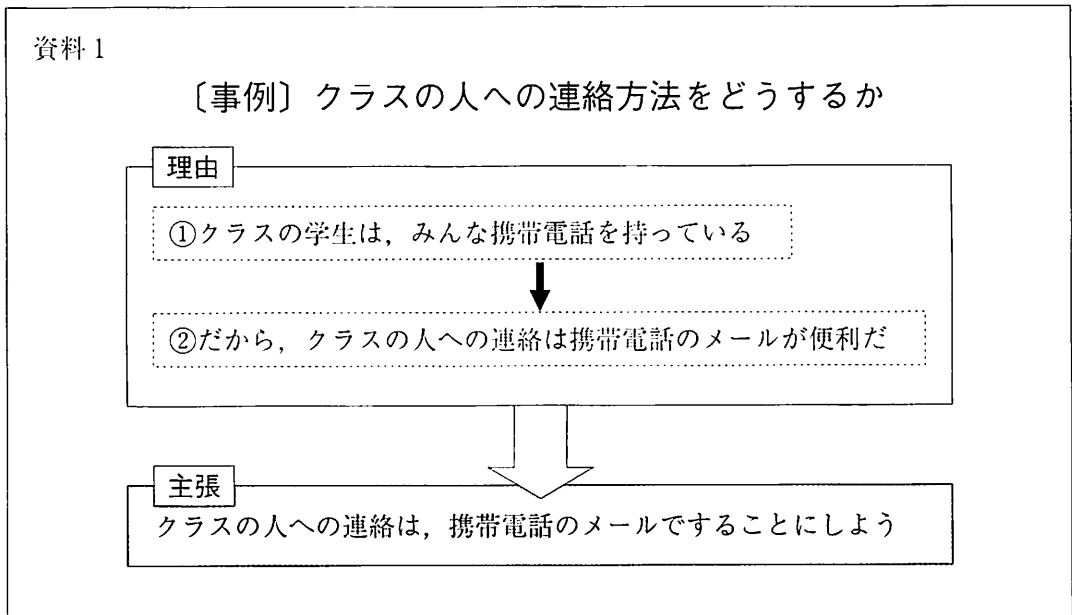 資料1
〔事例〕クラスの人への連絡方法をどうするか
理由
①クラスの学生は，みんな携帯電話を持っている
②だから，クラスの人への連絡は携帯電話のメールが便利だ
主張
クラスの人への連絡は，携帯電話のメールですることにしよう